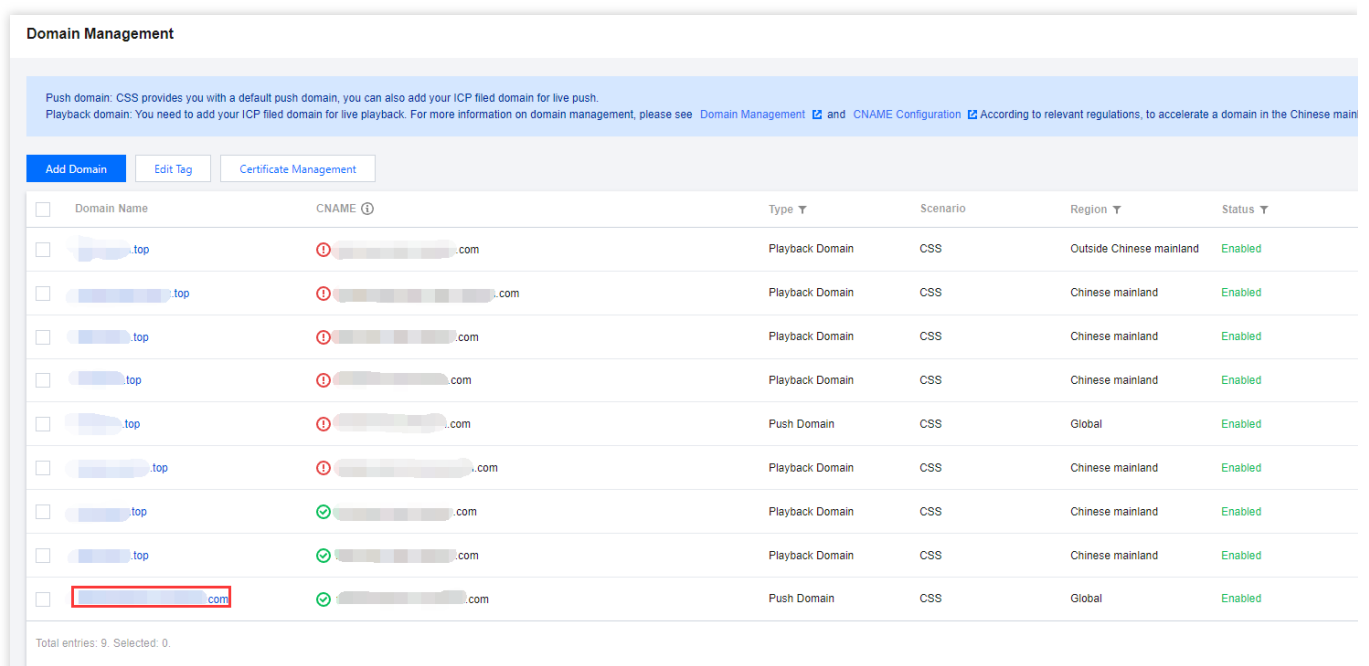 Domain Management
Push domain: CSS provides you with a default push domain, you can also add your ICP filed domain for live push.
Playback domain: You need to add your ICP filed domain for live playback. For more information on domain management, please see Domain Management and CNAME Configuration According to relevant regulations, to accelerate a domain in the Chinese
Add Domain Edit Tag Certificate Management
Domain Name CNAME Type Scenario Region Status
.top .com Playback Domain CSS Outside Chinese mainland Enabled
.top .com Playback Domain CSS Chinese mainland Enabled
.top .com Playback Domain CSS Chinese mainland Enabled
.top .com Playback Domain CSS Chinese mainland Enabled
.top .com Push Domain CSS Global Enabled
.top .com Playback Domain CSS Chinese mainland Enabled
.top .com Playback Domain CSS Chinese mainland Enabled
.top .com Playback Domain CSS Chinese mainland Enabled
.com .com Push Domain CSS Global Enabled
Total entries: 9. Selected: 0.